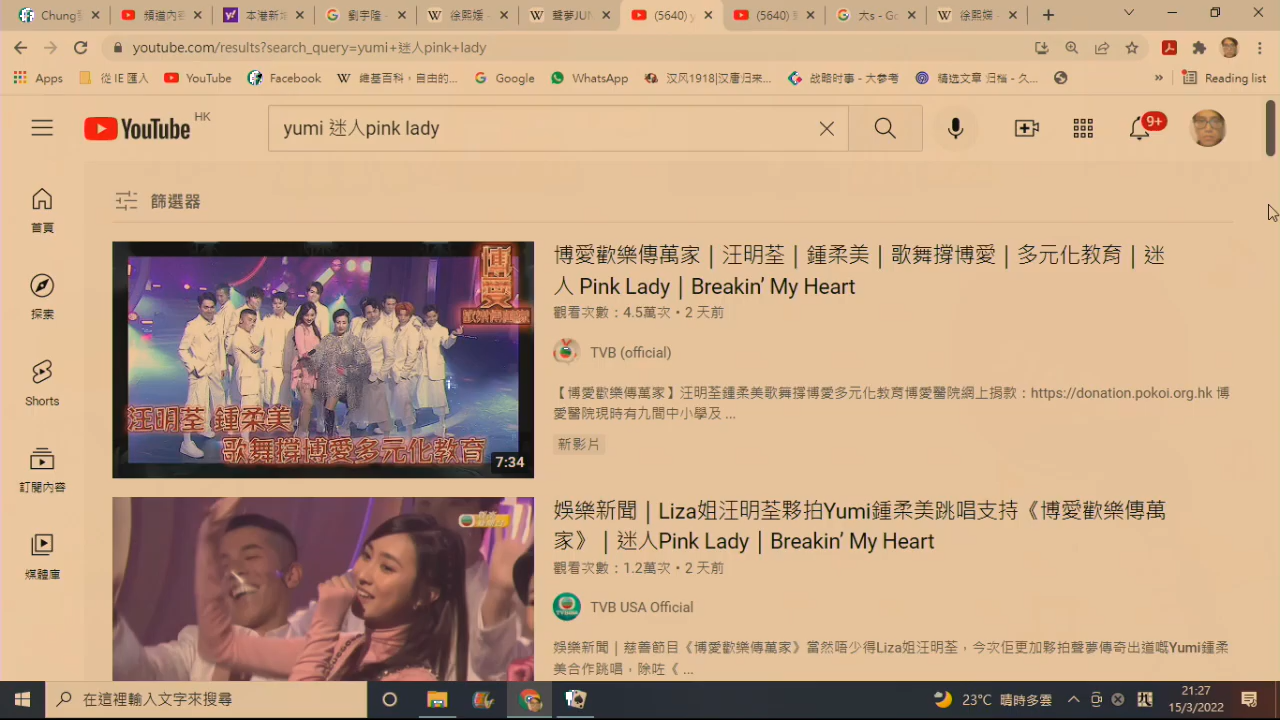 Chung
頻道內容
本港新
劉宇隆 -
徐熙媛 -
聲夢JUN
(5640) y
(5640)
大s - Go
徐熙媛 -
youtube.com/results?search_query=yumi+迷人pink+lady
Apps
從 IE 匯入
YouTube
Facebook
維基百科，自由的...
Google
WhatsApp
汉风1918|汉唐归来...
战略时事 - 大参考
精选文章 归档 - 久...
»
Reading list
YouTube HK
yumi 迷人pink lady
9+
篩選器
首頁
探索
Shorts
訂閱內容
媒體庫
博愛
歡樂傳萬家
汪明荃 鍾柔美
歌舞撐博愛多元化教育
7:34
博愛歡樂傳萬家｜汪明荃｜鍾柔美｜歌舞撐博愛｜多元化教育｜迷
人 Pink Lady｜Breakin’ My Heart
觀看次數：4.5萬次・2 天前
TVB (official)
【博愛歡樂傳萬家】汪明荃鍾柔美歌舞撐博愛多元化教育博愛醫院網上捐款：https://donation.pokoi.org.hk 博
愛醫院現時有九間中小學及 ...
新影片
娛樂新聞｜Liza姐汪明荃夥拍Yumi鍾柔美跳唱支持《博愛歡樂傳萬
家》｜迷人Pink Lady｜Breakin’ My Heart
觀看次數：1.2萬次・2 天前
TVB USA Official
娛樂新聞｜慈善節目《博愛歡樂傳萬家》當然唔少得Liza姐汪明荃，今次佢更加夥拍聲夢傳奇出道嘅Yumi鍾柔
美合作跳唱，除咗《 ...
在這裡輸入文字來搜尋
23°C 晴時多雲
21:27
15/3/2022